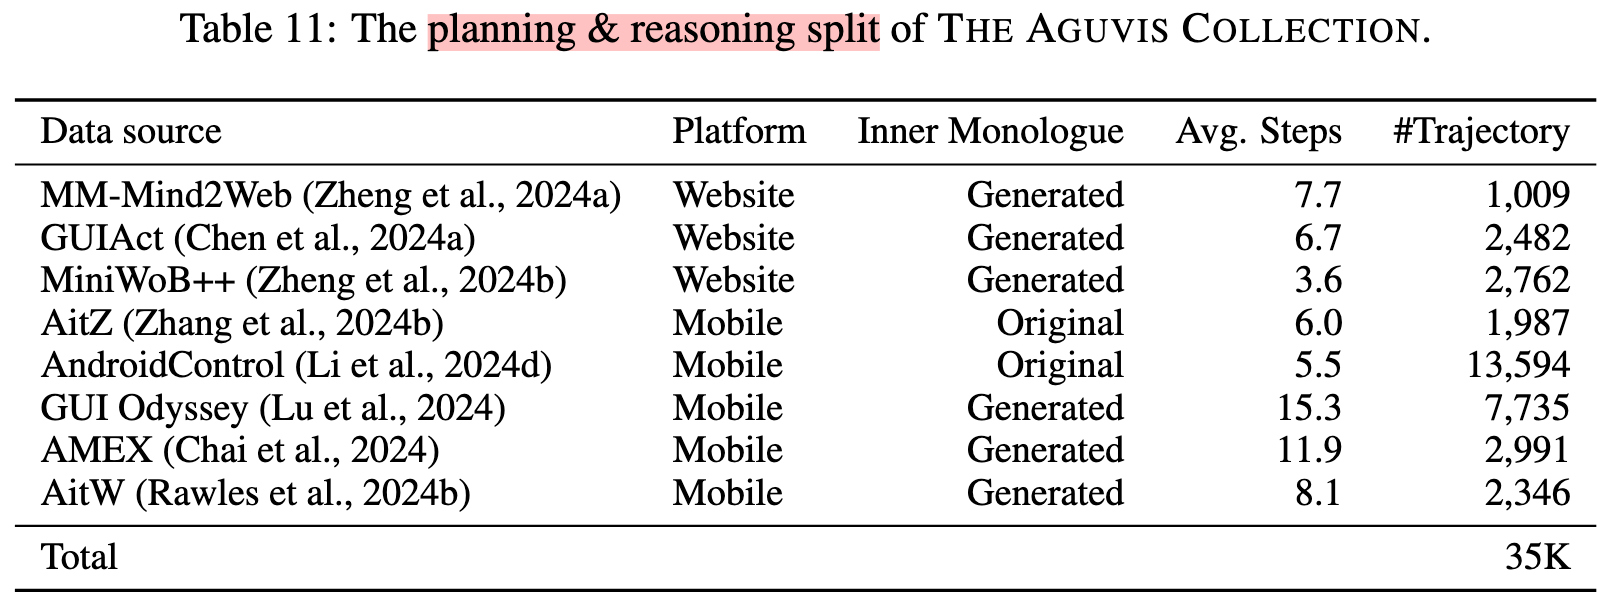 Table 11: The planning & reasoning split of THE AGUVIS COLLECTION.
Data source Platform Inner Monologue Avg. Steps #Trajectory
MM-Mind2Web (Zheng et al., 2024a) Website Generated 7.7 1,009
GUIAct (Chen et al., 2024a) Website Generated 6.7 2,482
MiniWoB++ (Zheng et al., 2024b) Website Generated 3.6 2,762
AitZ (Zhang et al., 2024b) Mobile Original 6.0 1,987
AndroidControl (Li et al., 2024d) Mobile Original 5.5 13,594
GUI Odyssey (Lu et al., 2024) Mobile Generated 15.3 7,735
AMEX (Chai et al., 2024) Mobile Generated 11.9 2,991
AitW (Rawles et al., 2024b) Mobile Generated 8.1 2,346
Total 35K